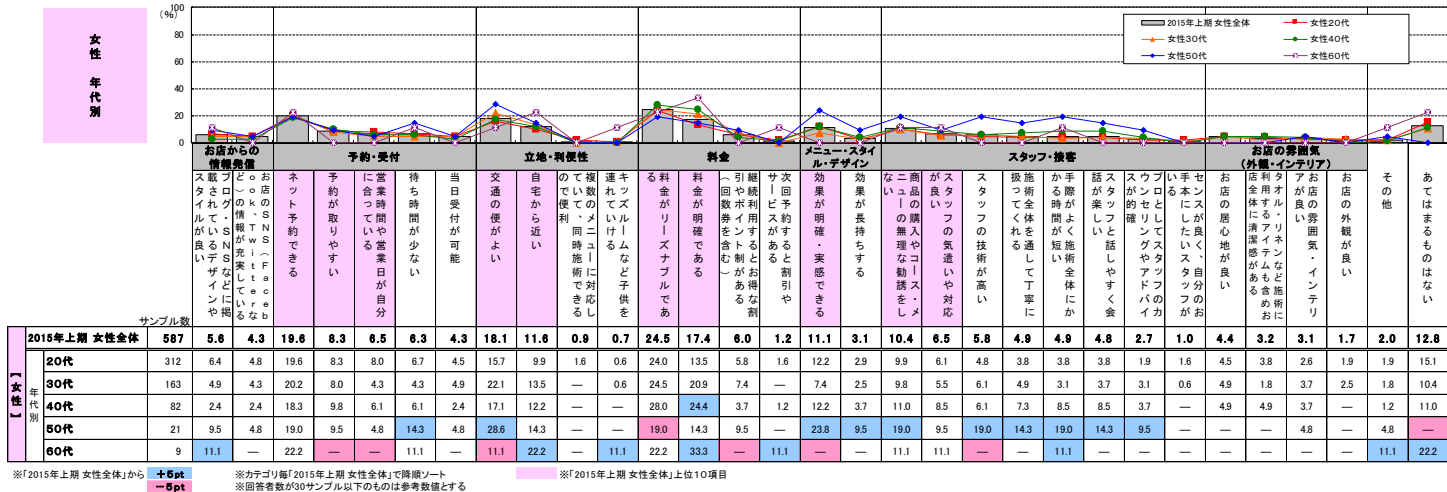 女性 年代別
(%)
100
80
60
40
20
0
2015年上期 女性全体
女性20代
女性30代
女性40代
女性50代
女性60代
お店からの情報発信
予約・受付
立地・利便性
料金
メニュー・スタイル・デザイン
スタッフ・接客
お店の雰囲気(外観・インテリア)
ブログ・SNSなどに掲載されているデザインやスタイルが良い
お店のSNS(Facebook、Twitterなど)の情報が充実している
ネット予約できる
予約が取りやすい
営業時間や営業日が自分に合っている
待ち時間が少ない
当日受付が可能
交通の便がよい
自宅から近い
複数のメニューに対応していて、同時施術できるので便利
キッズルームなど子供を連れていける
料金がリーズナブルである
料金が明確である
継続利用するとお得な割引やポイント制がある(回数券を含む)
次回予約すると割引やサービスがある
効果が明確・実感できる
効果が長持ちする
商品の購入やコース・メニューの無理な勧誘をしない
スタッフの気遣いや対応が良い
スタッフの技術が高い
施術全体を通して丁寧に扱ってくれる
手際がよく施術全体にかかる時間が短い
スタッフと話しやすく会話が楽しい
プロとしてスタッフのカウンセリングやアドバイスが的確
センスが良く、自分のお手本にしたいスタッフがいる
お店の居心地が良い
タオル・リネンなど施術に利用するアイテムも含めお店全体に清潔感がある
お店の雰囲気・インテリアが良い
お店の外観が良い
その他
あてはまるものはない
サンプル数
2015年上期 女性全体 587 5.6 4.3 19.6 8.3 6.5 6.3 4.3 18.1 11.6 0.9 0.7 24.5 17.4 6.0 1.2 11.1 3.1 10.4 6.5 5.8 4.9 4.9 4.8 2.7 1.0 4.4 3.2 3.1 1.7 2.0 12.8
【女性】
年代別
20代 312 6.4 4.8 19.6 8.3 8.0 6.7 4.5 15.7 9.9 1.6 0.6 24.0 13.5 5.8 1.6 12.2 2.9 9.9 6.1 4.8 3.8 3.8 3.8 1.9 1.6 4.5 3.8 2.6 1.9 1.9 15.1
30代 163 4.9 4.3 20.2 8.0 4.3 4.3 4.9 22.1 13.5 — 0.6 24.5 20.9 7.4 — 7.4 2.5 9.8 5.5 6.1 4.9 3.1 3.7 3.1 0.6 4.9 1.8 3.7 2.5 1.8 10.4
40代 82 2.4 2.4 18.3 9.8 6.1 6.1 2.4 17.1 12.2 — — 28.0 24.4 3.7 1.2 12.2 3.7 11.0 8.5 6.1 7.3 8.5 8.5 3.7 — 4.9 4.9 3.7 — 1.2 11.0
50代 21 9.5 4.8 19.0 9.5 4.8 14.3 4.8 28.6 14.3 — — 19.0 14.3 9.5 — 23.8 9.5 19.0 9.5 19.0 14.3 19.0 14.3 9.5 — — — 4.8 — 4.8 —
60代 9 11.1 — 22.2 — — 11.1 — 11.1 22.2 — 11.1 22.2 33.3 — 11.1 — — 11.1 11.1 — — 11.1 — — — — — — — 11.1 22.2
※「2015年上期 女性全体」から +5pt
−5pt
※カテゴリ毎「2015年上期 女性全体」で降順ソート
※回答者数が30サンプル以下のものは参考数値とする
※「2015年上期 女性全体」上位10項目